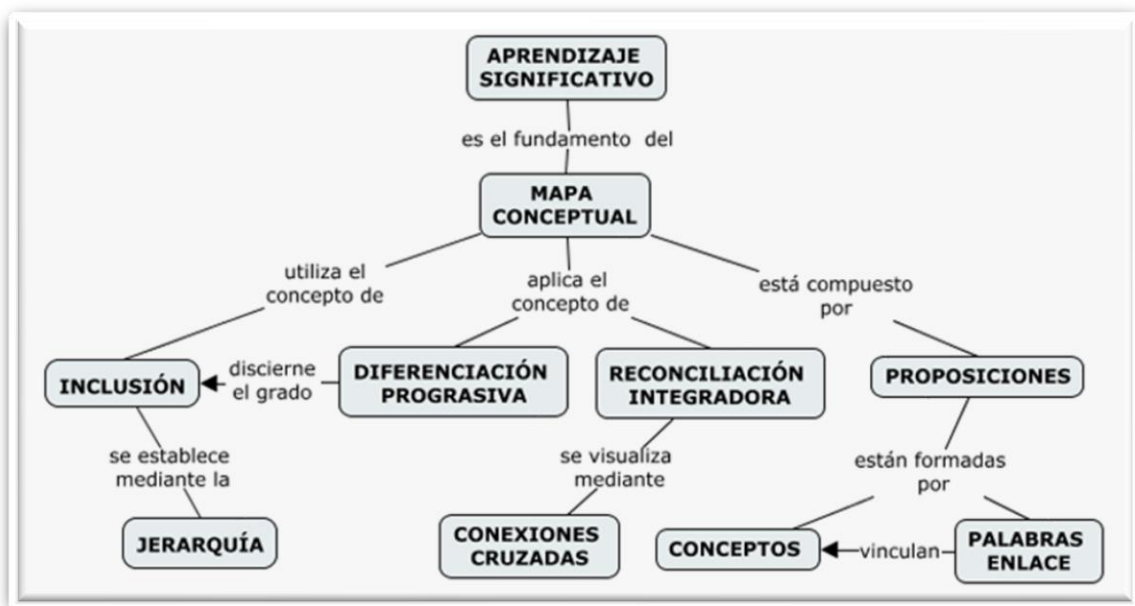 APRENDIZAJE
SIGNIFICATIVO
es el fundamento del
MAPA
CONCEPTUAL
utiliza el
concepto de
aplica el
concepto de
está compuesto
por
INCLUSIÓN
discierne
el grado
DIFERENCIACIÓN
PROGRASIVA
RECONCILIACIÓN
INTEGRADORA
PROPOSICIONES
se establece
mediante la
se visualiza
mediante
están formadas
por
JERARQUÍA
CONEXIONES
CRUZADAS
CONCEPTOS
vinculan
PALABRAS
ENLACE